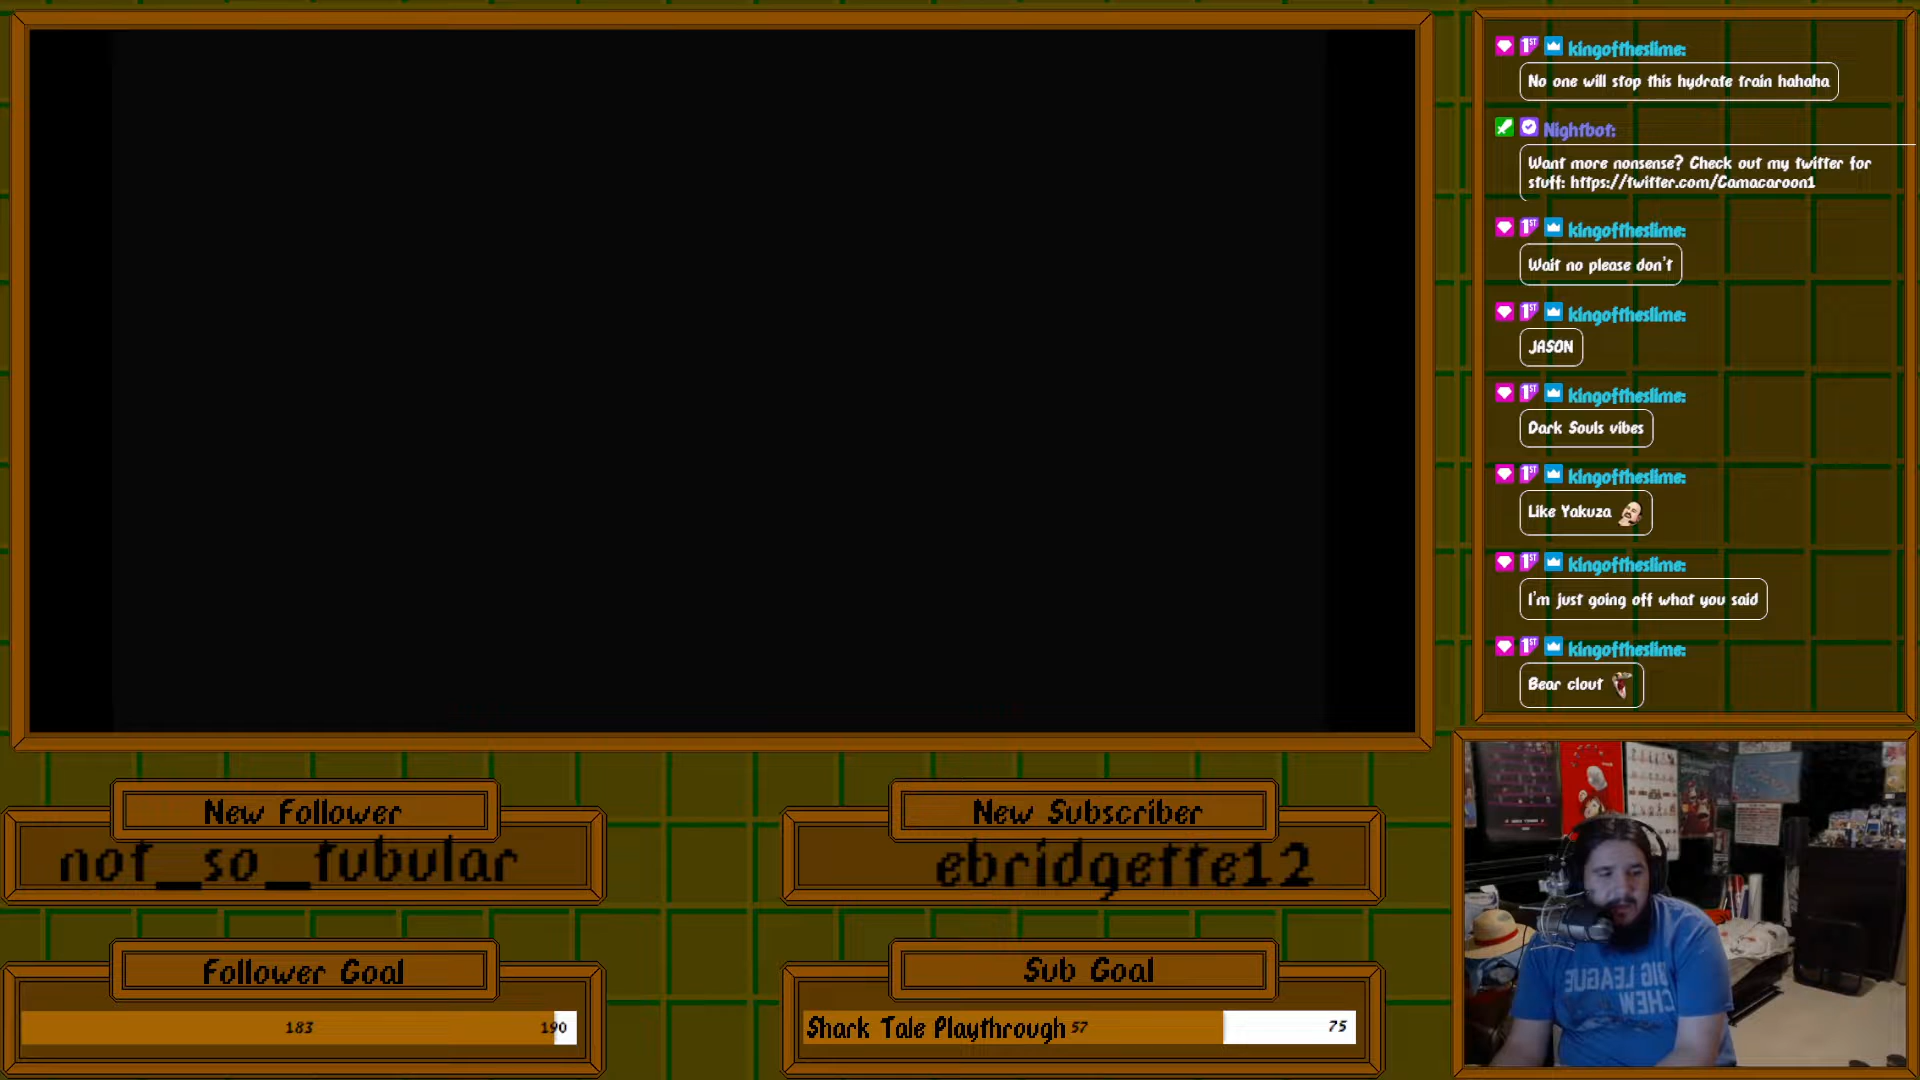 kingoftheslime:
No one will stop this hydrate train hahaha
Nightbot:
Want more nonsense? Check out my twitter for
stuff: https://twitter.com/Camacaroon1
kingoftheslime:
Wait no please don't
kingoftheslime:
JASON
kingoftheslime:
Dark Souls vibes
kingoftheslime:
Like Yakuza
kingoftheslime:
I'm just going off what you said
kingoftheslime:
Bear clout
New Follower
not_so_tubular
New Subscriber
ebridgette12
Follower Goal
183 190
Sub Goal
Shark Tale Playthrough 57 75
BIG LEAGUE
CHEW